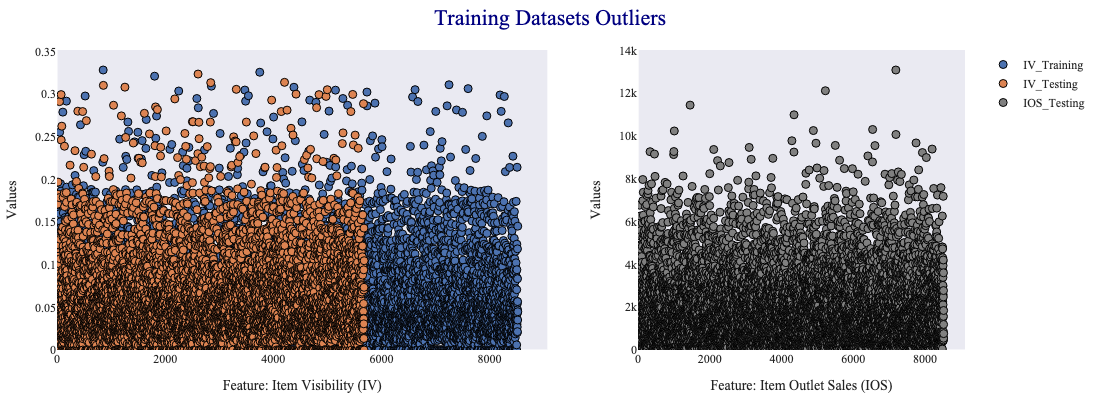 Training Datasets Outliers
0.35
0.3
0.25
0.2
0.15
0.1
0.05
0
Values
0 2000 4000 6000 8000
Feature: Item Visibility (IV)
14k
12k
10k
8k
6k
4k
2k
0
Values
0 2000 4000 6000 8000
Feature: Item Outlet Sales (IOS)
IV_Training
IV_Testing
IOS_Testing